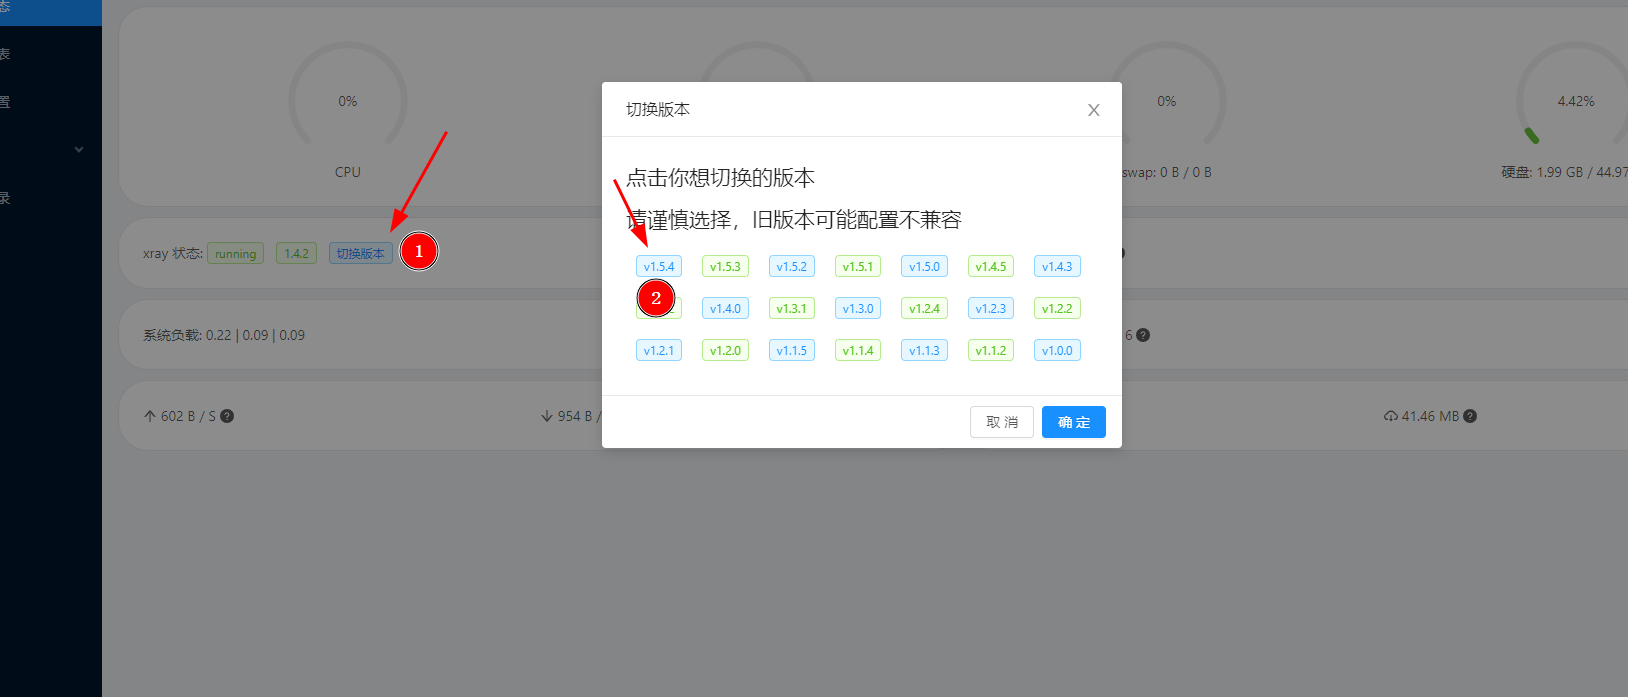 态
表
置
录
0%
CPU
0%
swap: 0 B / 0 B
4.42%
硬盘: 1.99 GB / 44.97
xray 状态: running 1.4.2 切换版本 1
系统负载: 0.22 | 0.09 | 0.09
6
602 B / S
954 B /
41.46 MB
切换版本
点击你想切换的版本
请谨慎选择，旧版本可能配置不兼容
v1.5.4 v1.5.3 v1.5.2 v1.5.1 v1.5.0 v1.4.5 v1.4.3
2 v1.4.0 v1.3.1 v1.3.0 v1.2.4 v1.2.3 v1.2.2
v1.2.1 v1.2.0 v1.1.5 v1.1.4 v1.1.3 v1.1.2 v1.0.0
取 消 确 定